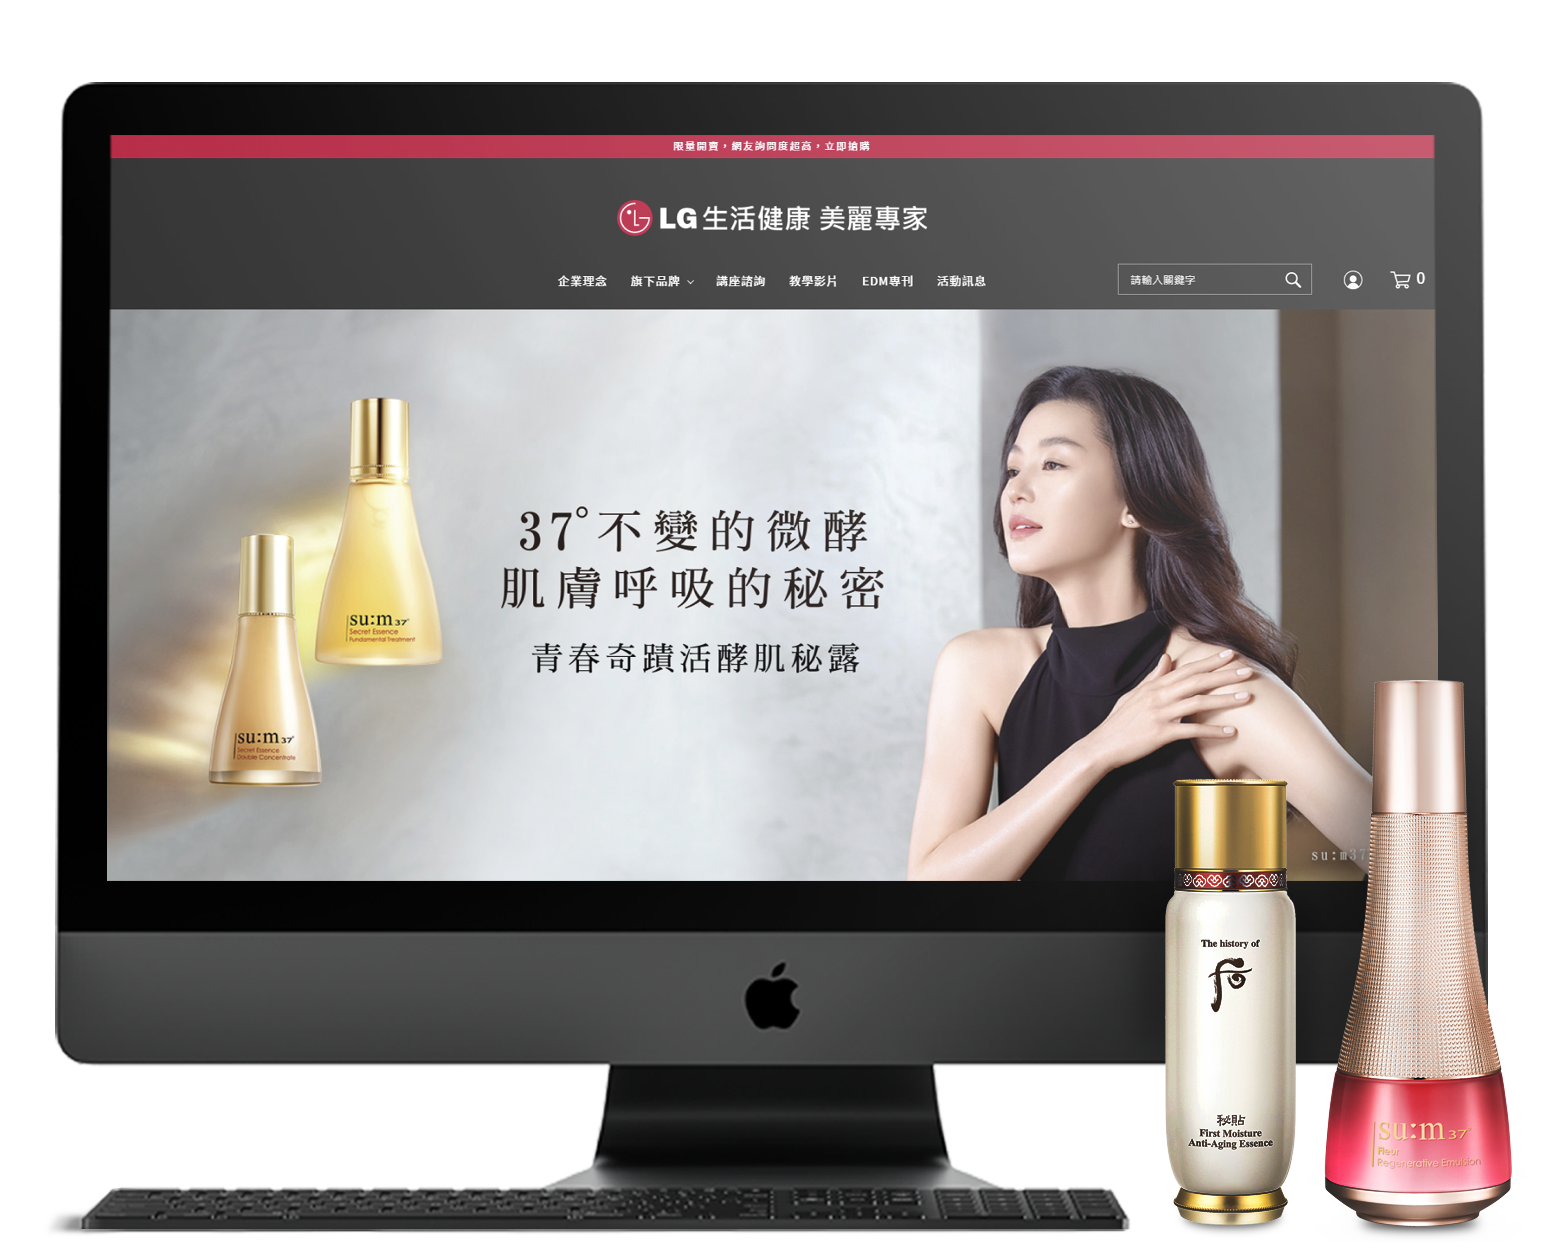 限量開賣，網友詢問度超高，立即搶購
LG 生活健康 美麗專家
企業理念 旗下品牌 講座諮詢 教學影片 EDM專刊 活動訊息
請輸入關鍵字
0
37°不變的微酵
肌膚呼吸的秘密
青春奇蹟活酵肌秘露
su:m37°
Secret Essence
Fundamental Treatment
su:m37°
Secret Essence
Double Concentrate
su:m37
The history of
후
秘貼
First Moisture
Anti-Aging Essence
su:m37°
Fleur
Regenerative Emulsion